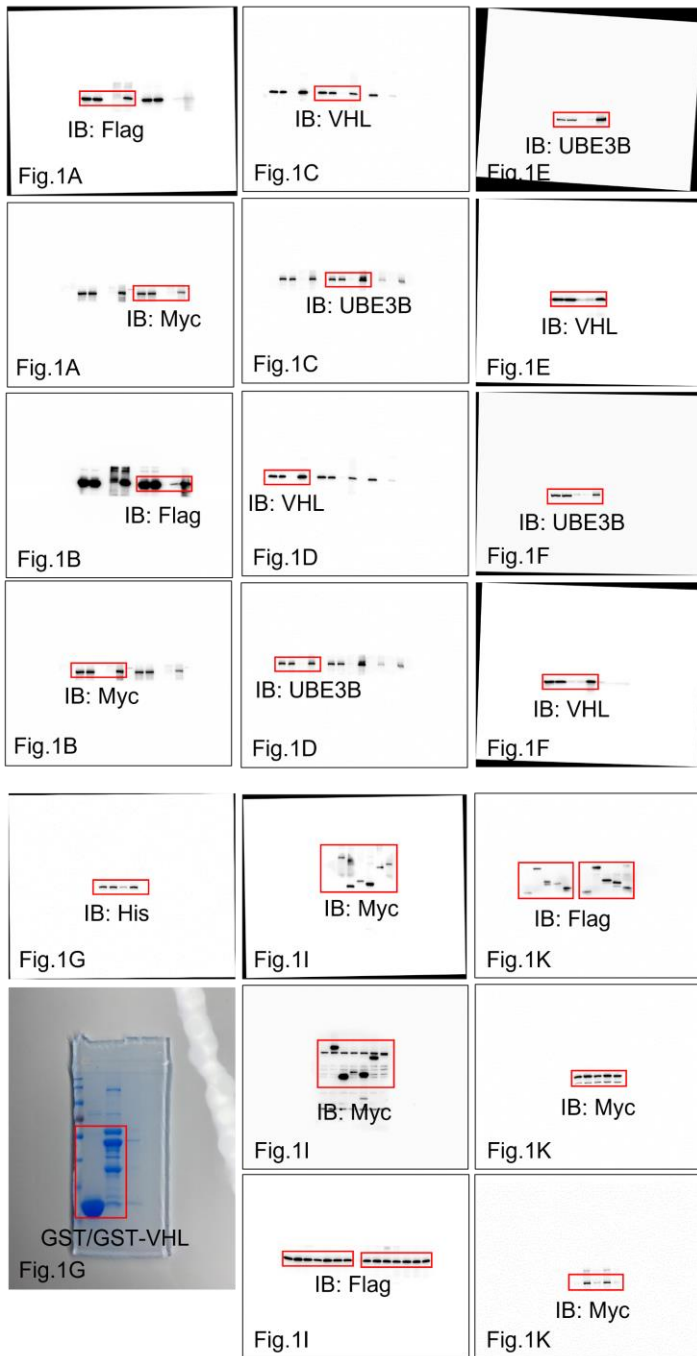 IB: Flag
Fig.1A
IB: VHL
Fig.1C
IB: UBE3B
Fig.1E
IB: Myc
Fig.1A
IB: UBE3B
Fig.1C
IB: VHL
Fig.1E
IB: Flag
Fig.1B
IB: VHL
Fig.1D
IB: UBE3B
Fig.1F
IB: Myc
Fig.1B
IB: UBE3B
Fig.1D
IB: VHL
Fig.1F
IB: His
Fig.1G
IB: Myc
Fig.1I
IB: Flag
Fig.1K
GST/GST-VHL
Fig.1G
IB: Myc
Fig.1I
IB: Myc
Fig.1K
IB: Flag
Fig.1I
IB: Myc
Fig.1K